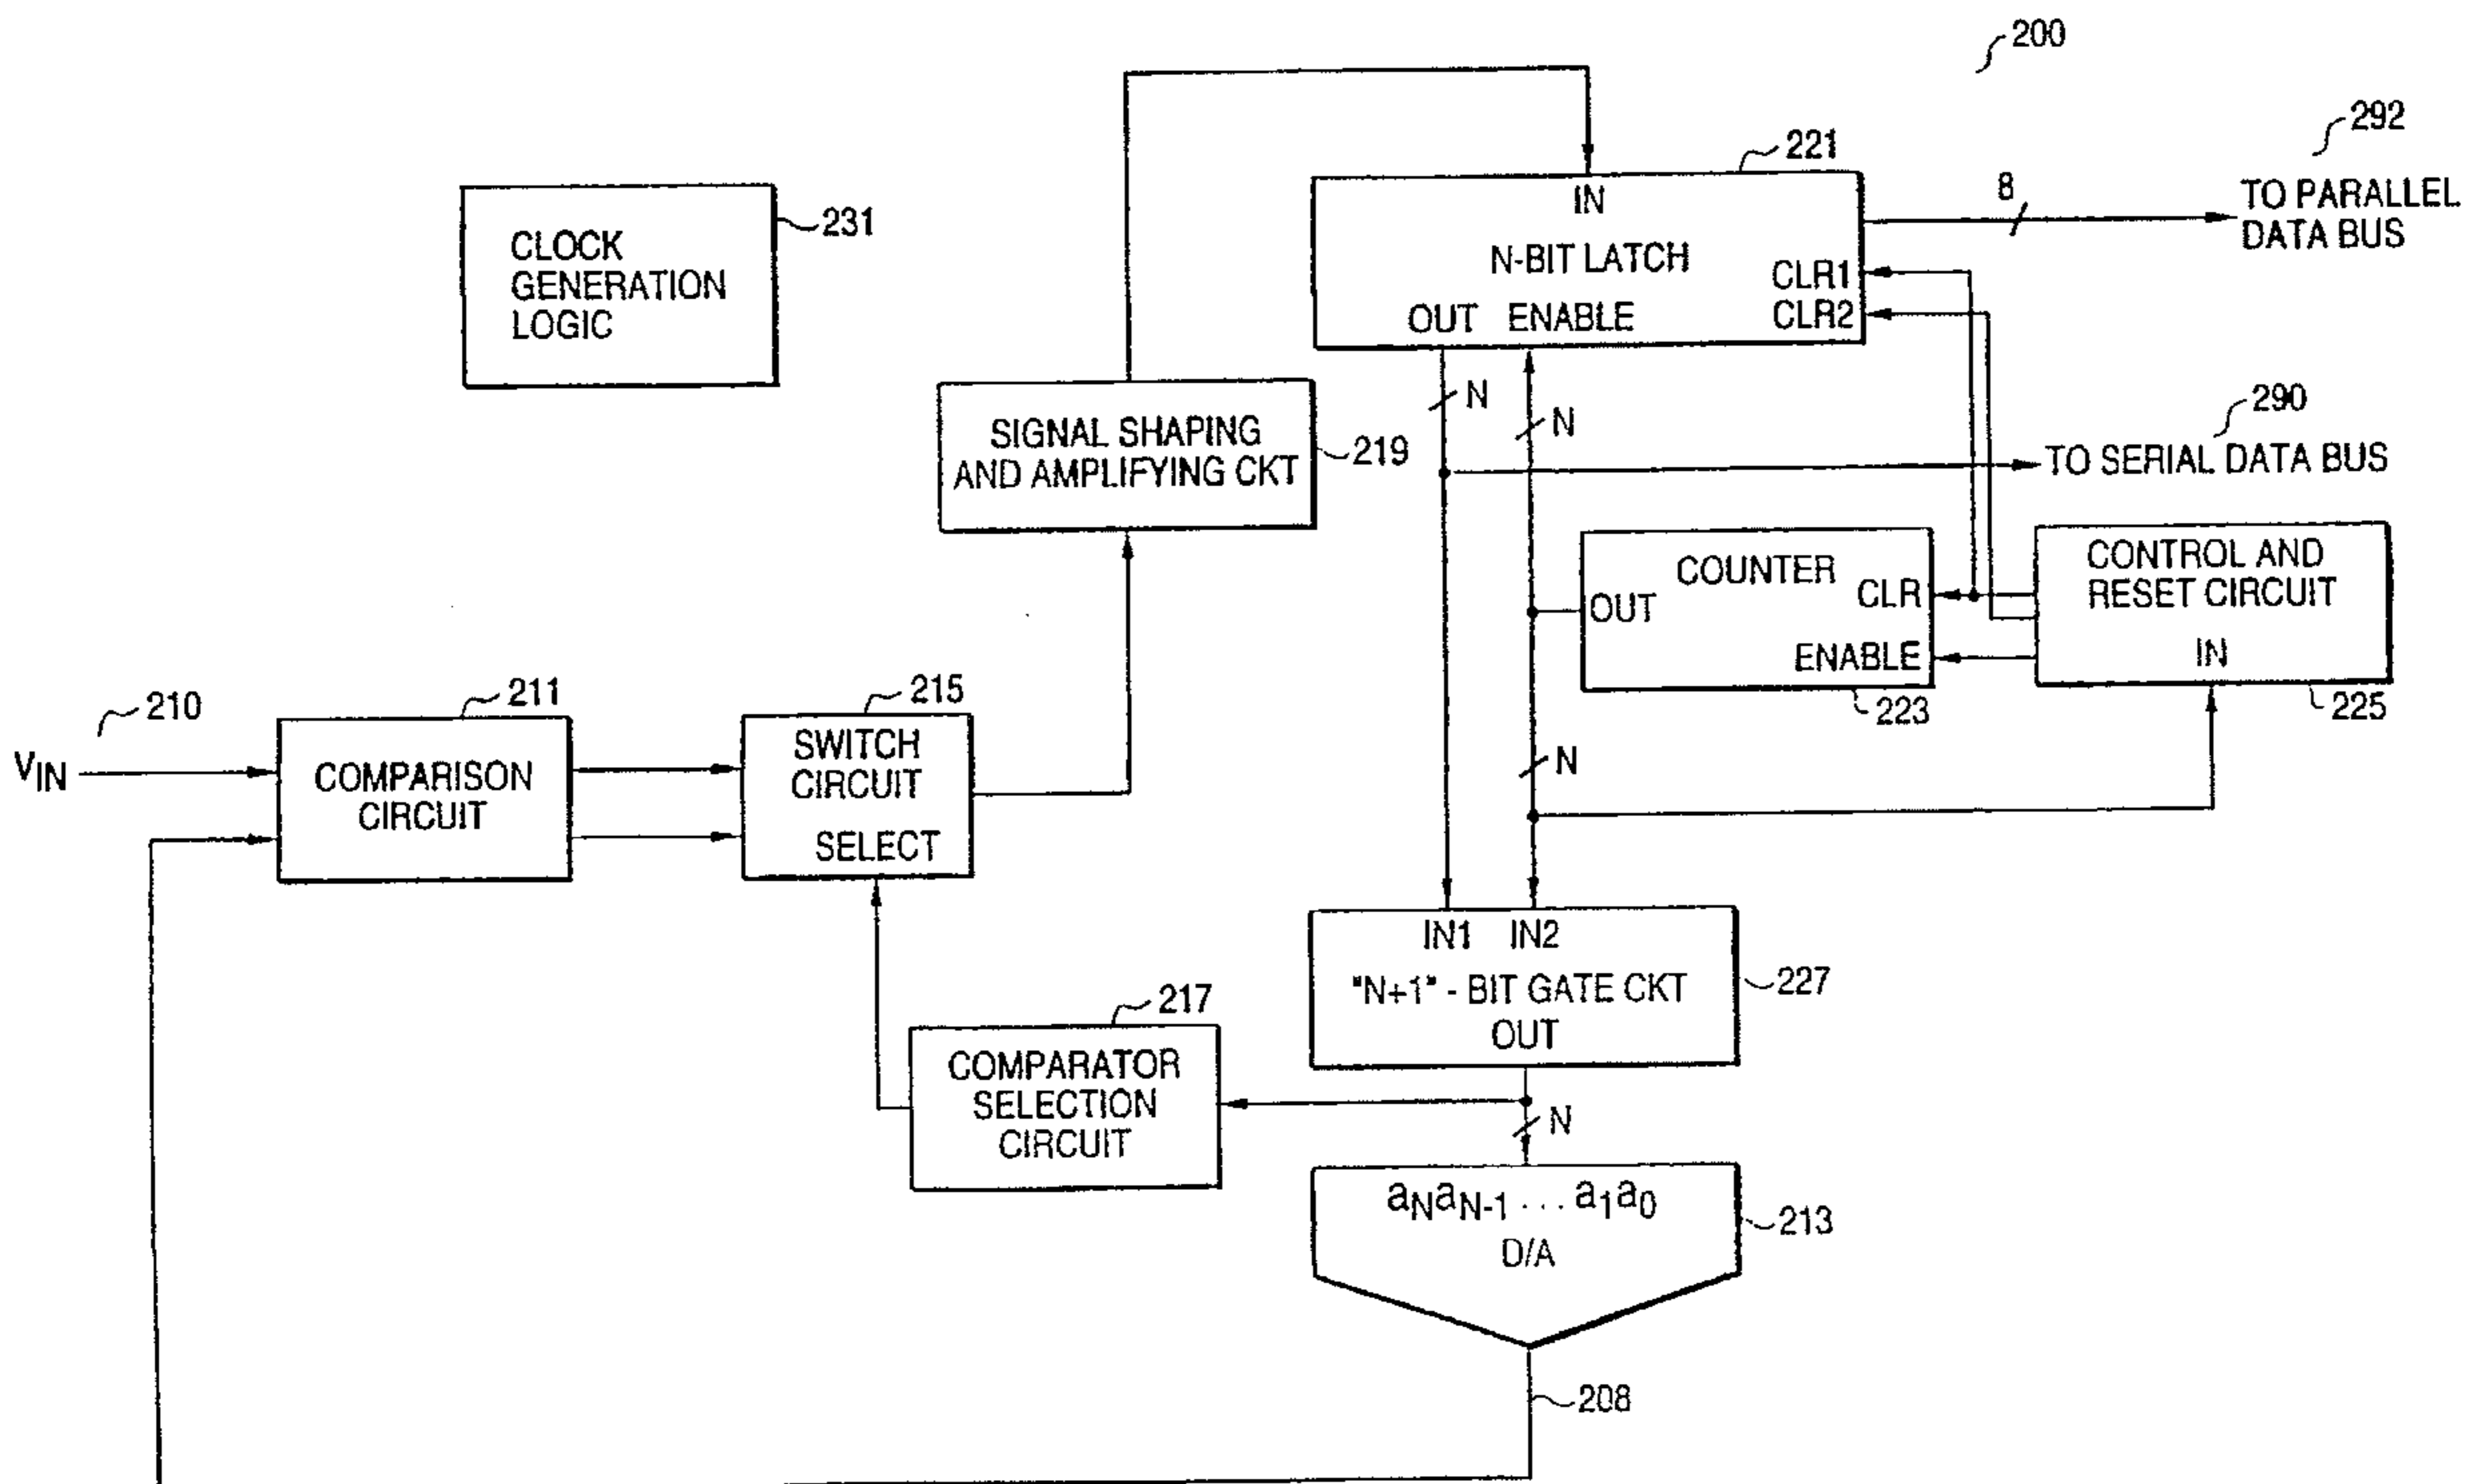 200
292
221
8
TO PARALLEL
DATA BUS
IN
N-BIT LATCH
CLR1
CLR2
OUT ENABLE
231
CLOCK
GENERATION
LOGIC
N
N
290
TO SERIAL DATA BUS
SIGNAL SHAPING
AND AMPLIFYING CKT
219
COUNTER
OUT
CLR
ENABLE
223
CONTROL AND
RESET CIRCUIT
IN
225
210
VIN
211
COMPARISON
CIRCUIT
215
SWITCH
CIRCUIT
SELECT
N
IN1 IN2
"N+1" - BIT GATE CKT
OUT
227
217
COMPARATOR
SELECTION
CIRCUIT
N
aNaN-1 ... a1a0
D/A
213
208